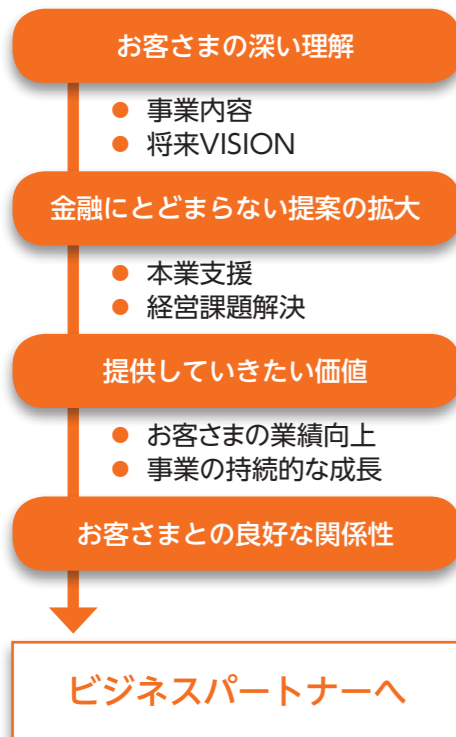 お客さまの深い理解
● 事業内容
● 将来VISION
金融にとどまらない提案の拡大
● 本業支援
● 経営課題解決
提供していきたい価値
● お客さまの業績向上
● 事業の持続的な成長
お客さまとの良好な関係性
ビジネスパートナーへ